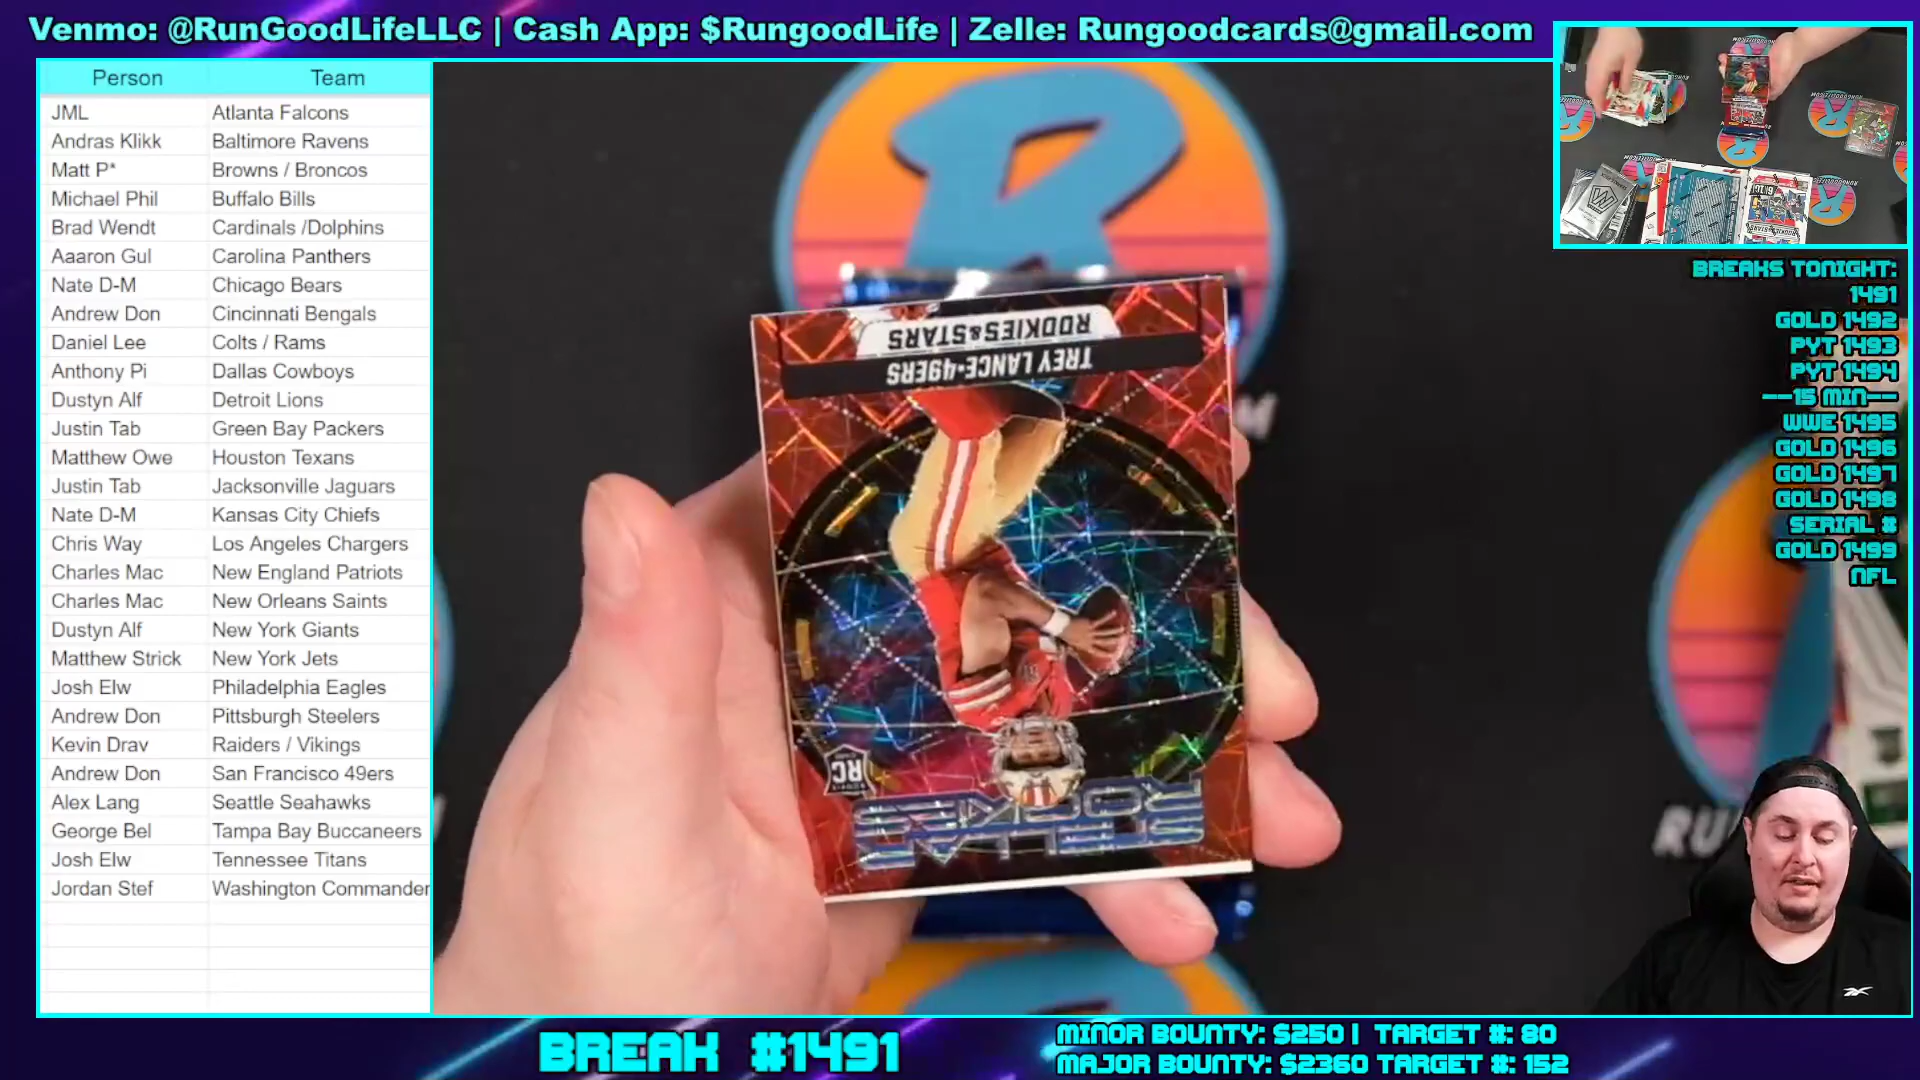 Venmo: @RunGoodLifeLLC | Cash App: $RungoodLife | Zelle: Rungoodcards@gmail.com
Person Team
JML Atlanta Falcons
Andras Klikk Baltimore Ravens
Matt P* Browns / Broncos
Michael Phil Buffalo Bills
Brad Wendt Cardinals /Dolphins
Aaaron Gul Carolina Panthers
Nate D-M Chicago Bears
Andrew Don Cincinnati Bengals
Daniel Lee Colts / Rams
Anthony Pi Dallas Cowboys
Dustyn Alf Detroit Lions
Justin Tab Green Bay Packers
Matthew Owe Houston Texans
Justin Tab Jacksonville Jaguars
Nate D-M Kansas City Chiefs
Chris Way Los Angeles Chargers
Charles Mac New England Patriots
Charles Mac New Orleans Saints
Dustyn Alf New York Giants
Matthew Strick New York Jets
Josh Elw Philadelphia Eagles
Andrew Don Pittsburgh Steelers
Kevin Drav Raiders / Vikings
Andrew Don San Francisco 49ers
Alex Lang Seattle Seahawks
George Bel Tampa Bay Buccaneers
Josh Elw Tennessee Titans
Jordan Stef Washington Commander
R
ROOKIES&STARS
TREY LANCE•49ERS
RC
STELLAR
ROOKIES
RU
BREAKS TONIGHT:
1491
GOLD 1492
PYT 1493
PYT 1494
--15 MIN--
WWE 1495
GOLD 1496
GOLD 1497
GOLD 1498
SERIAL #
GOLD 1499
NFL
BREAK #1491
MINOR BOUNTY: $250 | TARGET #: 80
MAJOR BOUNTY: $2360 TARGET #: 152